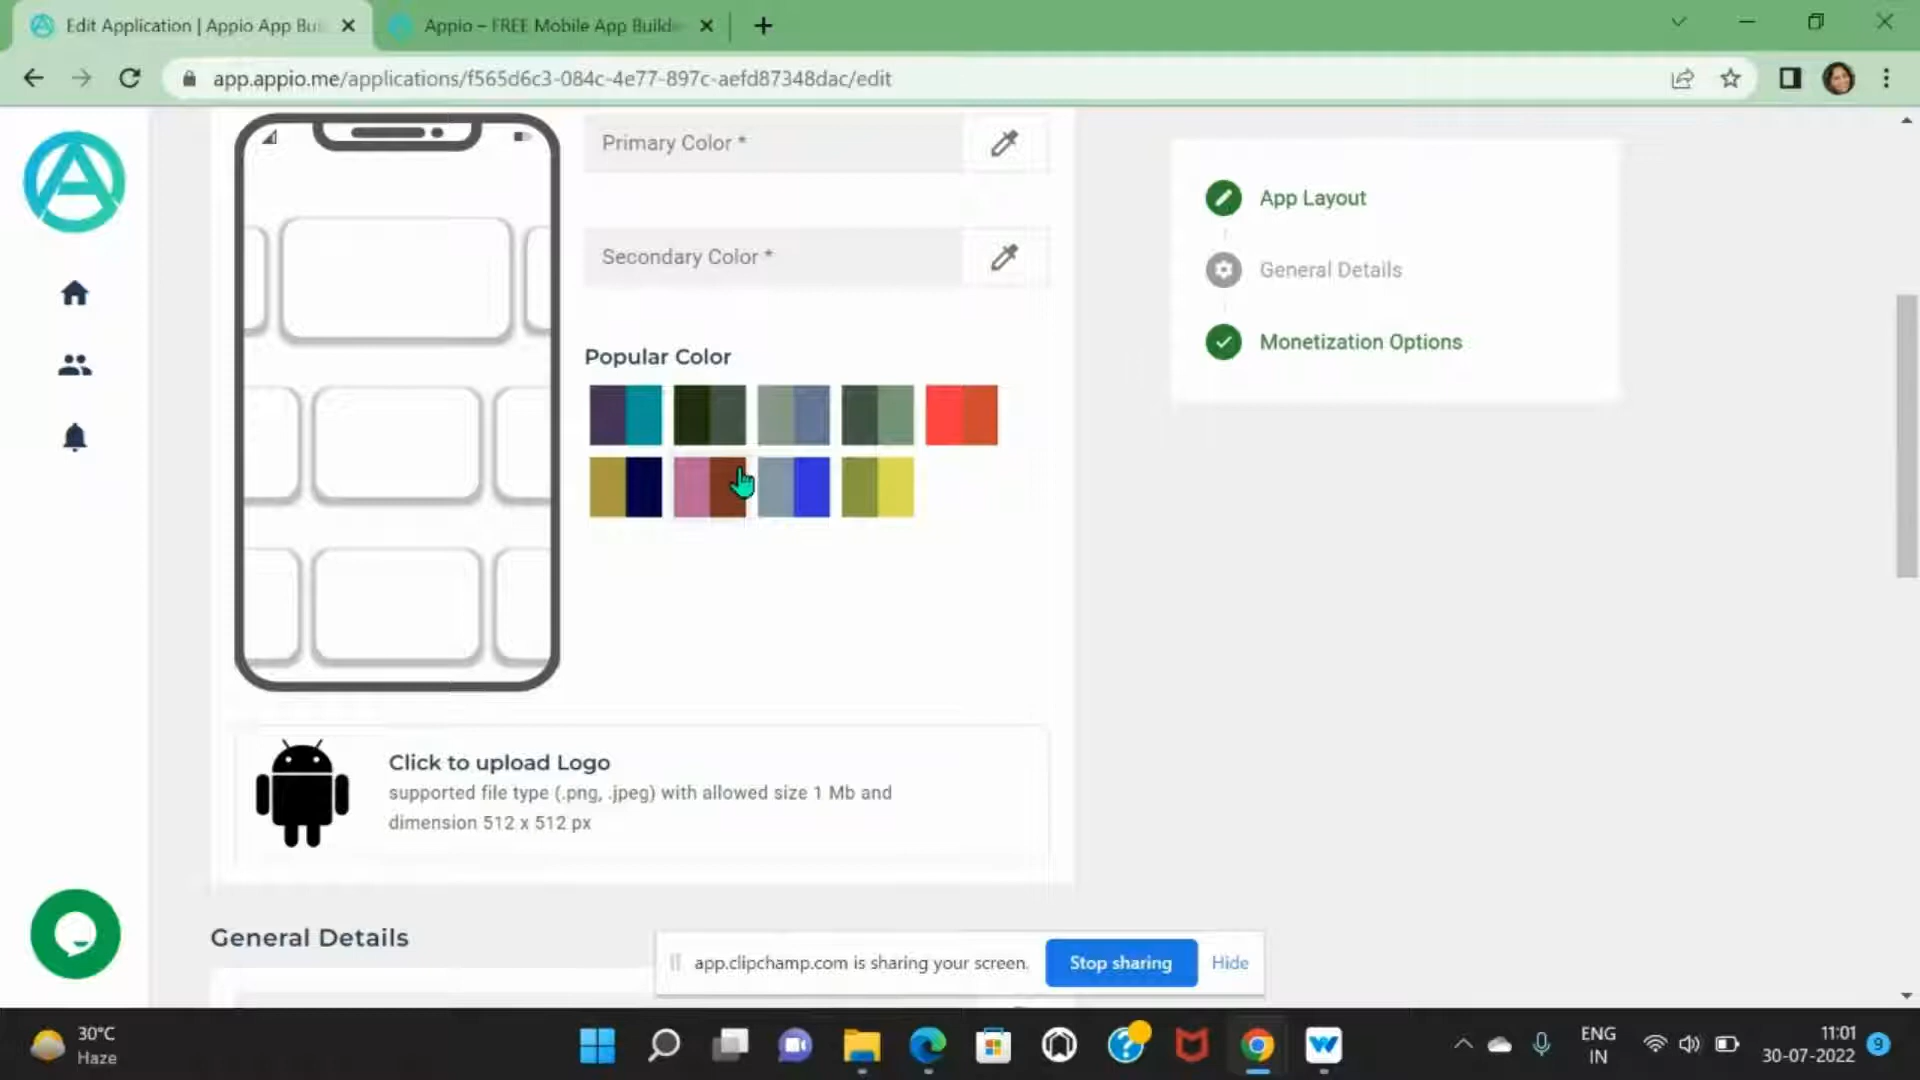 Edit Application | Appio App Bui
Appio – FREE Mobile App Builde
app.appio.me/applications/f565d6c3-084c-4e77-897c-aefd87348dac/edit
Primary Color *
Secondary Color *
Popular Color
App Layout
General Details
Monetization Options
Click to upload Logo
supported file type (.png, .jpeg) with allowed size 1 Mb and
dimension 512 x 512 px
General Details
app.clipchamp.com is sharing your screen.
Stop sharing
Hide
30°C
Haze
ENG
IN
11:01
30-07-2022
9